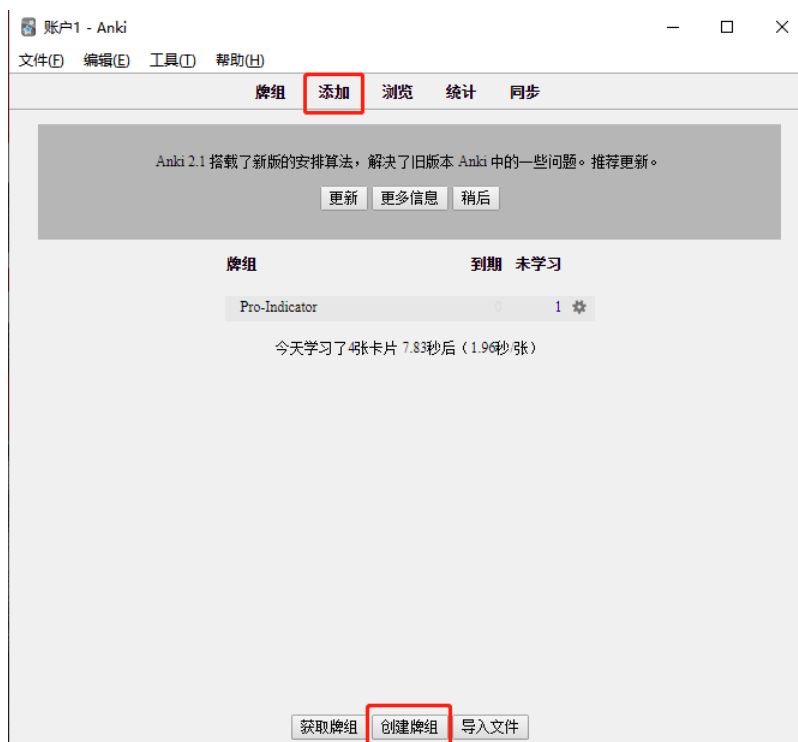 账户1 - Anki
文件(F) 编辑(E) 工具(T) 帮助(H)
牌组 添加 浏览 统计 同步
Anki 2.1 搭载了新版的安排算法，解决了旧版本 Anki 中的一些问题。推荐更新。
更新 更多信息 稍后
牌组 到期 未学习
Pro-Indicator 0 1
今天学习了4张卡片 7.83秒后（1.96秒/张）
获取牌组 创建牌组 导入文件